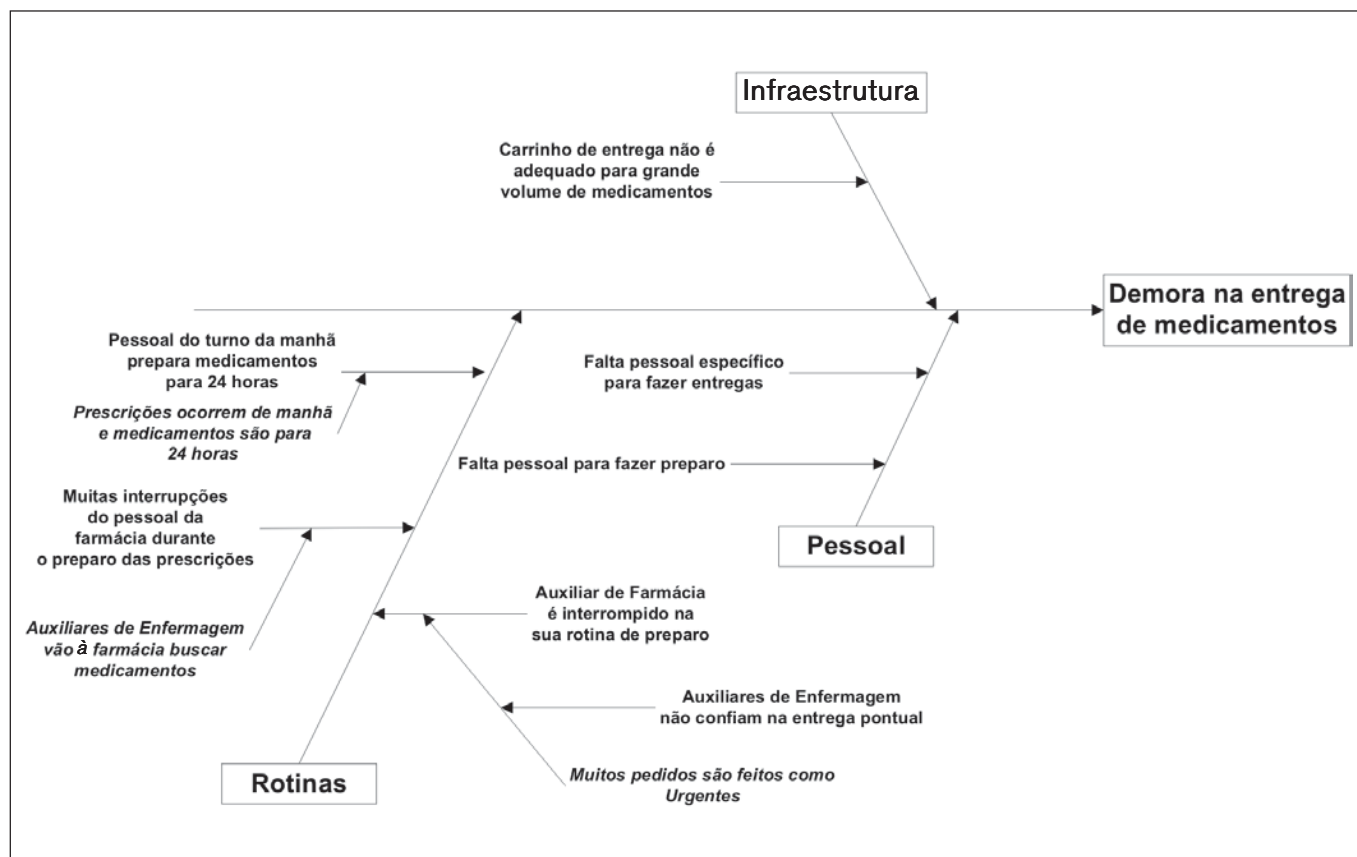 Infraestrutura
Carrinho de entrega não é
adequado para grande
volume de medicamentos
Demora na entrega
de medicamentos
Pessoal do turno da manhã
prepara medicamentos
para 24 horas
Prescrições ocorrem de manhã
e medicamentos são para
24 horas
Falta pessoal específico
para fazer entregas
Falta pessoal para fazer preparo
Pessoal
Muitas interrupções
do pessoal da
farmácia durante
o preparo das prescrições
Auxiliares de Enfermagem
vão à farmácia buscar
medicamentos
Auxiliar de Farmácia
é interrompido na
sua rotina de preparo
Auxiliares de Enfermagem
não confiam na entrega pontual
Muitos pedidos são feitos como
Urgentes
Rotinas